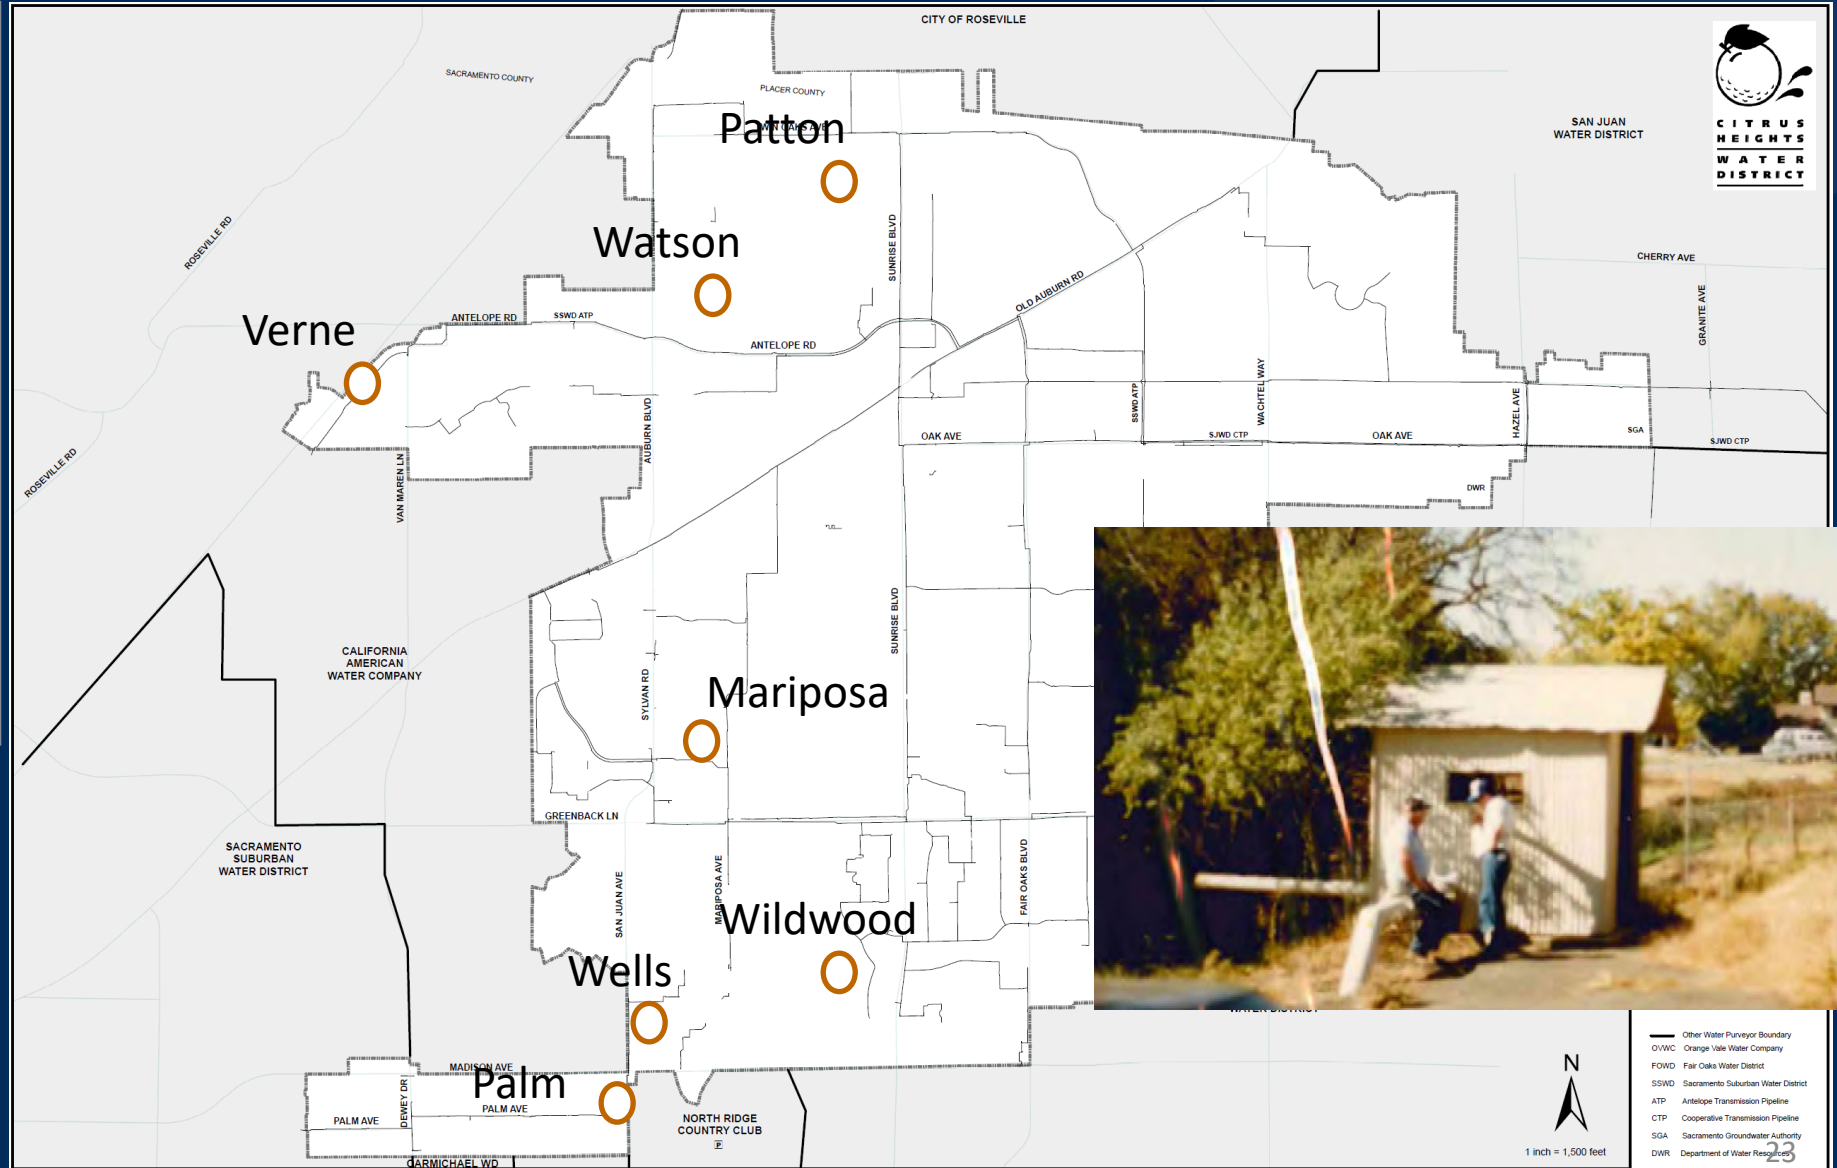 CITY OF ROSEVILLE
SACRAMENTO COUNTY
PLACER COUNTY
CITRUS
HEIGHTS
WATER
DISTRICT
SAN JUAN
WATER DISTRICT
Patton
Watson
Verne
ROSEVILLE RD
SUNRISE BLVD
CHERRY AVE
GRANITE AVE
OLD AUBURN RD
ANTELOPE RD
SSWD ATP
ANTELOPE RD
AUBURN BLVD
SSWD ATP
WACHTEL WAY
HAZEL AVE
OAK AVE
SJWD CTP
OAK AVE
SGA
SJWD CTP
ROSEVILLE RD
VAN MAREN LN
DWR
CALIFORNIA
AMERICAN
WATER COMPANY
SUNRISE BLVD
SYLVAN RD
Mariposa
GREENBACK LN
SACRAMENTO
SUBURBAN
WATER DISTRICT
SAN JUAN AVE
MARIPOSA AVE
FAIR OAKS BLVD
Wildwood
Wells
WATER DISTRICT
MADISON AVE
Palm
DEWEY DR
PALM AVE
PALM AVE
NORTH RIDGE
COUNTRY CLUB
P
CARMICHAEL WD
N
1 inch = 1,500 feet
Other Water Purveyor Boundary
OVWC Orange Vale Water Company
FOWD Fair Oaks Water District
SSWD Sacramento Suburban Water District
ATP Antelope Transmission Pipeline
CTP Cooperative Transmission Pipeline
SGA Sacramento Groundwater Authority
DWR Department of Water Resources
23